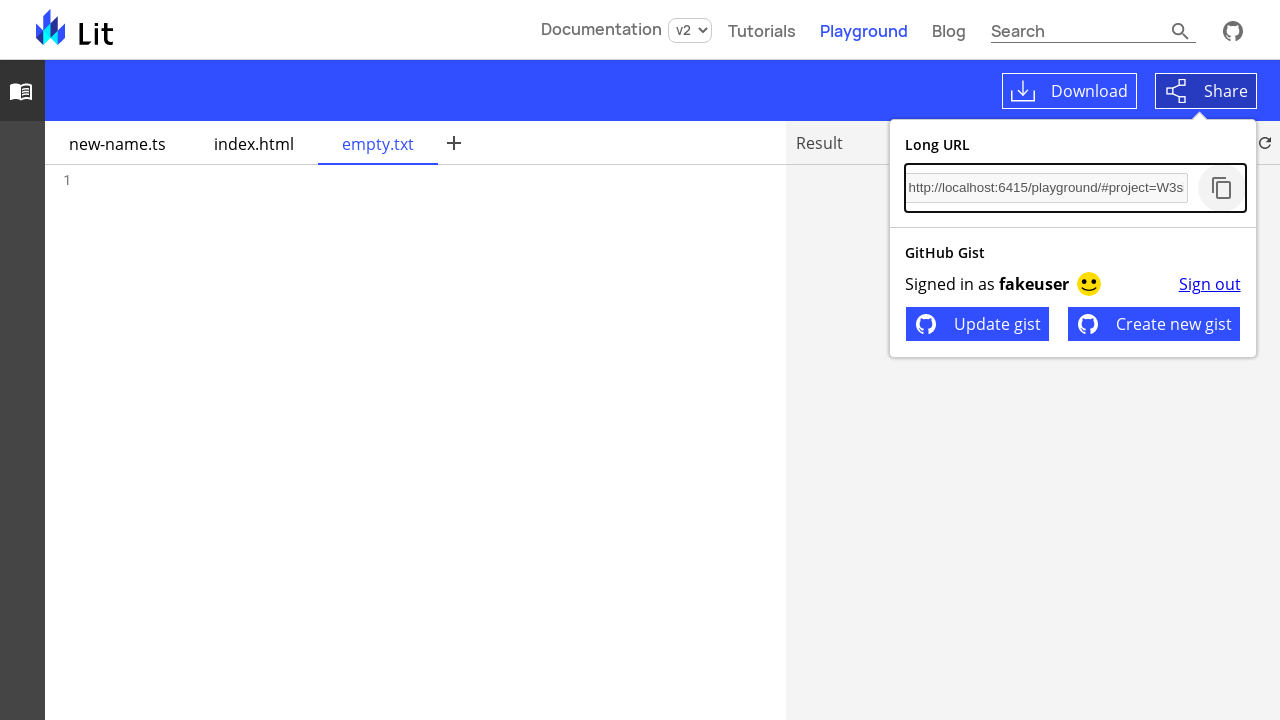 Lit
Documentation v2 Tutorials Playground Blog Search
Download Share
new-name.ts index.html empty.txt Result
1
Long URL
http://localhost:6415/playground/#project=W3s
GitHub Gist
Signed in as fakeuser Sign out
Update gist Create new gist